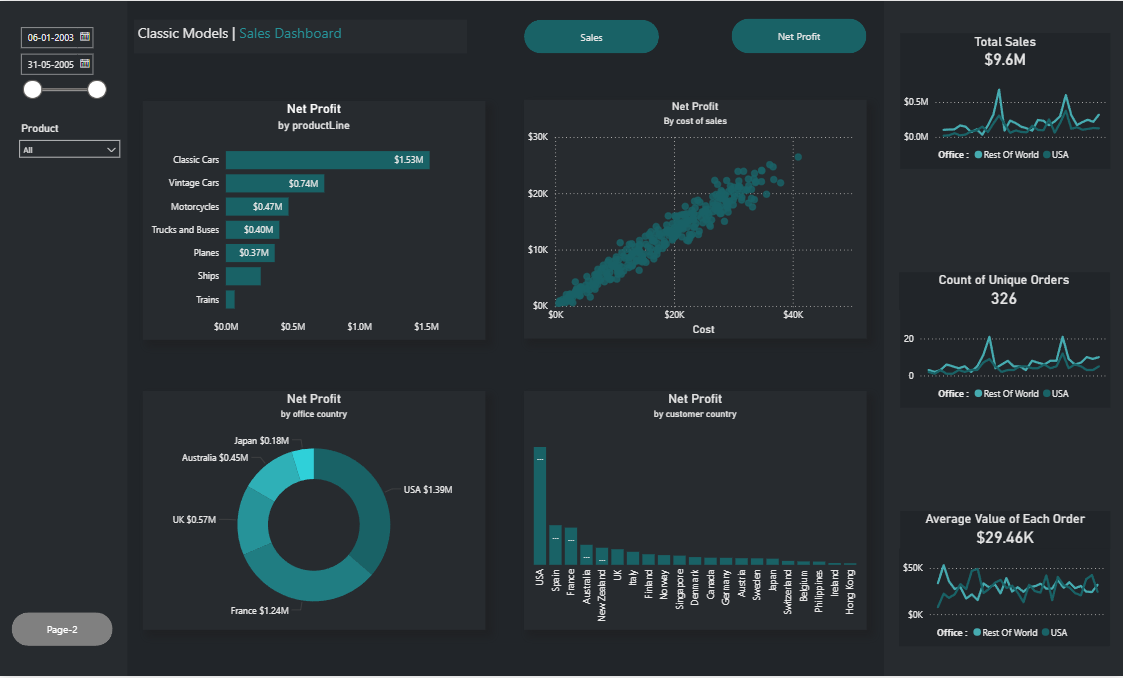 06-01-2003
31-05-2005
Product
All
Page-2
Classic Models | Sales Dashboard
Sales
Net Profit
Net Profit
by productLine
Classic Cars $1.53M
Vintage Cars $0.74M
Motorcycles $0.47M
Trucks and Buses $0.40M
Planes $0.37M
Ships
Trains
$0.0M $0.5M $1.0M $1.5M
Net Profit
By cost of sales
$30K
$20K
$10K
$0K
$0K $20K $40K
Cost
Net Profit
by office country
Japan $0.18M
Australia $0.45M
USA $1.39M
UK $0.57M
France $1.24M
Net Profit
by customer country
...
...
...
...
...
USA
Spain
France
Australia
New Zealand
UK
Italy
Finland
Norway
Singapore
Denmark
Canada
Germany
Austria
Sweden
Japan
Switzerland
Belgium
Philippines
Ireland
Hong Kong
Total Sales
$9.6M
$0.5M
$0.0M
Office : Rest Of World USA
Count of Unique Orders
326
20
0
Office : Rest Of World USA
Average Value of Each Order
$29.46K
$50K
$0K
Office : Rest Of World USA